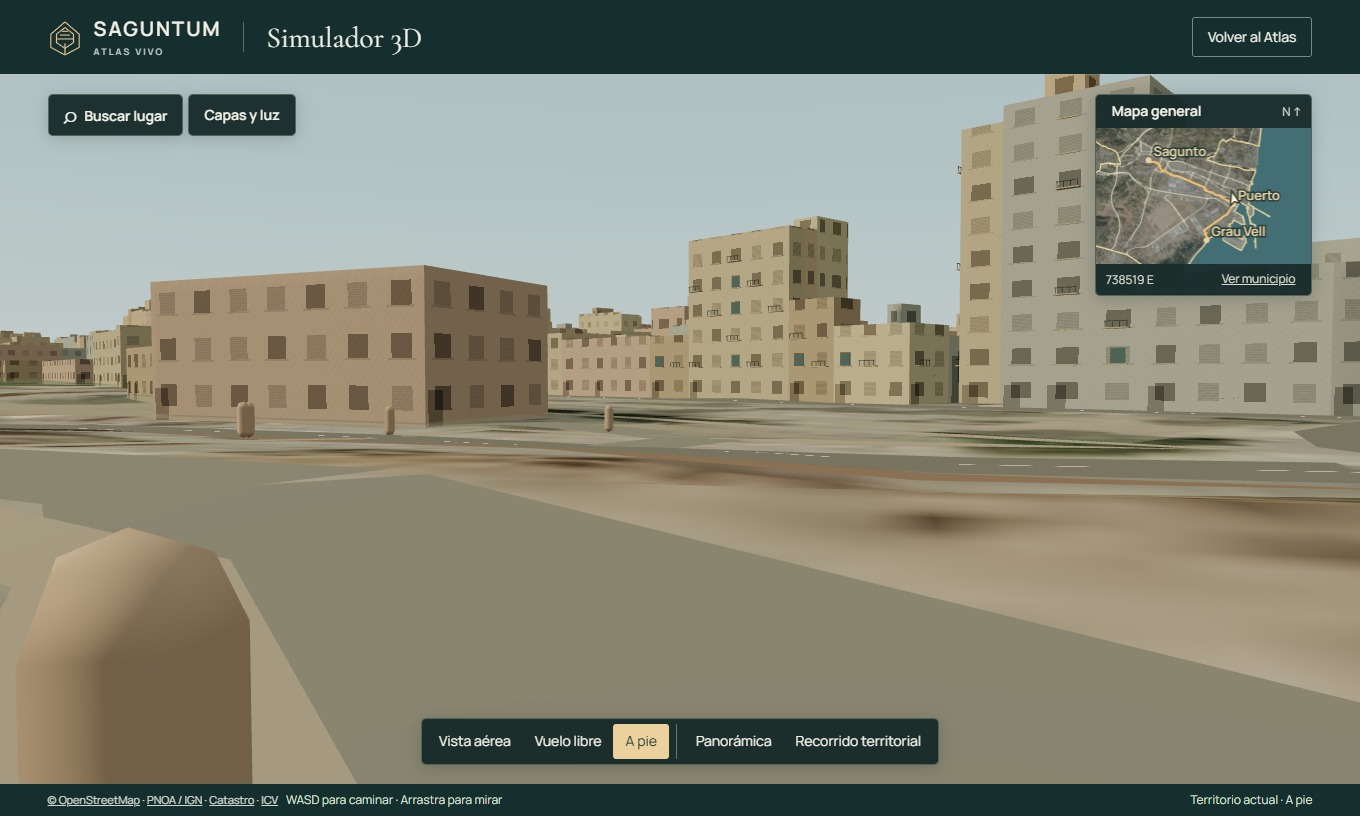 SAGUNTUM
ATLAS VIVO
Simulador 3D
Volver al Atlas
Buscar lugar
Capas y luz
Mapa general
N ↑
Sagunto
Puerto
Grau Vell
738519 E
Ver municipio
Vista aérea
Vuelo libre
A pie
Panorámica
Recorrido territorial
© OpenStreetMap · PNOA / IGN · Catastro · ICV WASD para caminar · Arrastra para mirar
Territorio actual · A pie